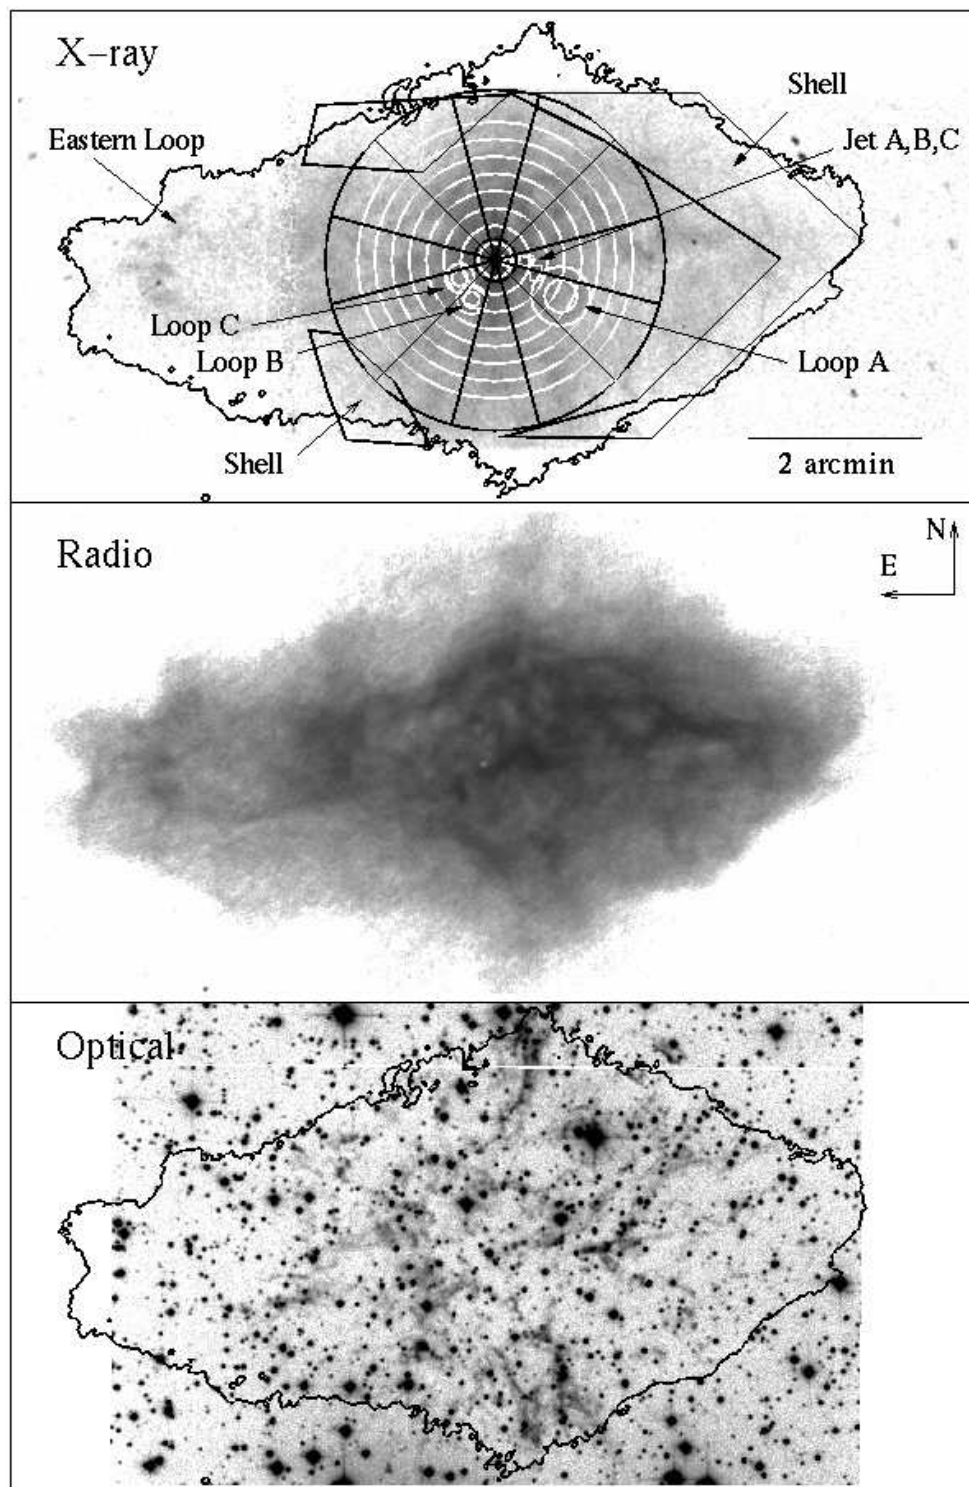 X-ray
Shell
Eastern Loop
Jet A,B,C
Loop C
Loop B
Loop A
Shell
2 arcmin
Radio
N
E
Optical